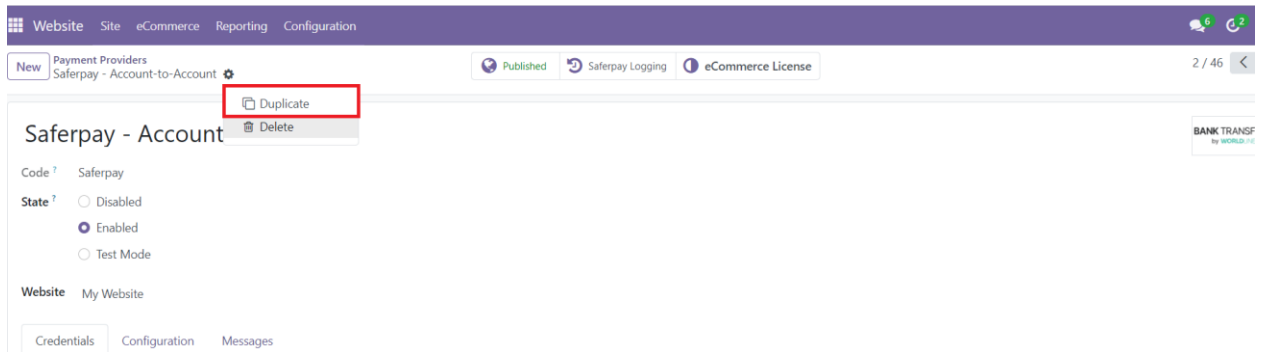 Website Site eCommerce Reporting Configuration 6 2
New Payment Providers
Saferpay - Account-to-Account
Published Saferpay Logging eCommerce License
2 / 46
Duplicate
Delete
Saferpay - Account
BANK TRANSF
by WORLDLINE
Code ? Saferpay
State ? Disabled
Enabled
Test Mode
Website My Website
Credentials Configuration Messages